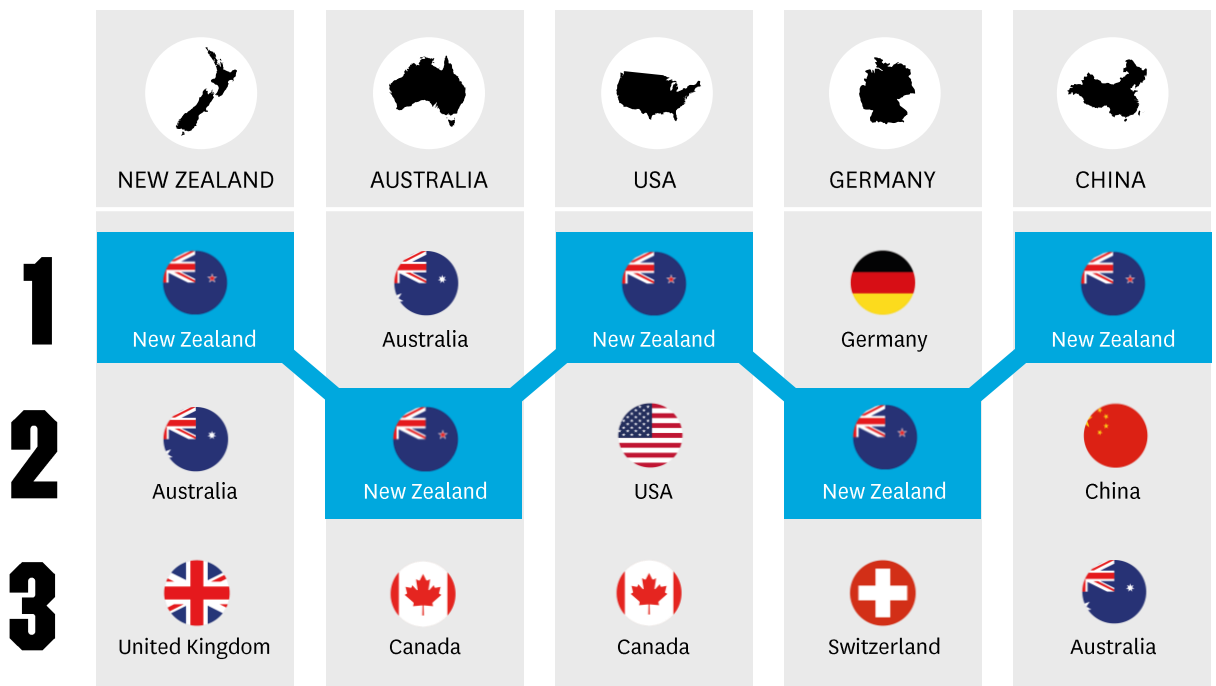 NEW ZEALAND
AUSTRALIA
USA
GERMANY
CHINA
1
New Zealand
Australia
New Zealand
Germany
New Zealand
2
Australia
New Zealand
USA
New Zealand
China
3
United Kingdom
Canada
Canada
Switzerland
Australia